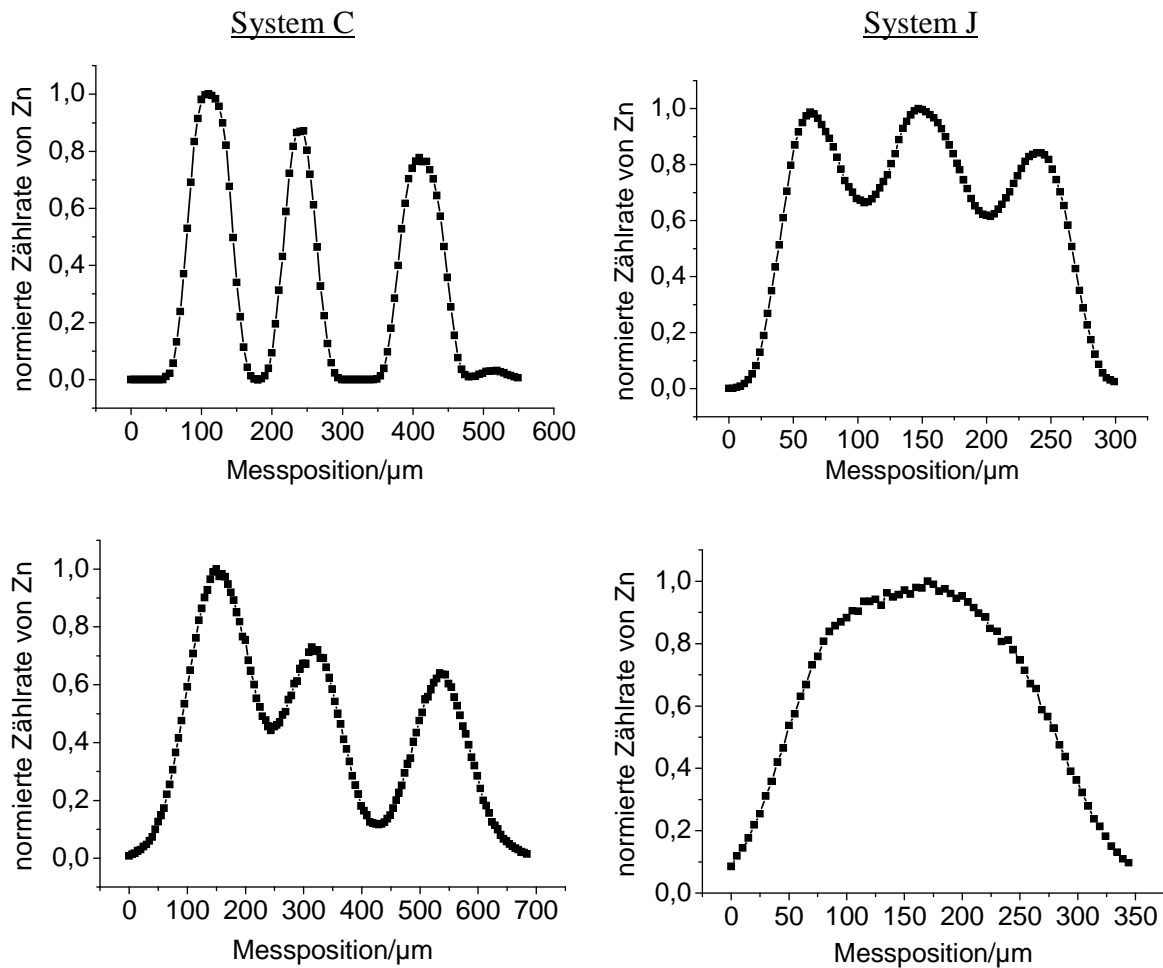 System C
System J
normierte Zählrate von Zn
1,0
0,8
0,6
0,4
0,2
0,0
0 100 200 300 400 500 600
Messposition/µm
normierte Zählrate von Zn
1,0
0,8
0,6
0,4
0,2
0,0
0 50 100 150 200 250 300
Messposition/µm
normierte Zählrate von Zn
1,0
0,8
0,6
0,4
0,2
0,0
0 100 200 300 400 500 600 700
Messposition/µm
normierte Zählrate von Zn
1,0
0,8
0,6
0,4
0,2
0,0
0 50 100 150 200 250 300 350
Messposition/µm